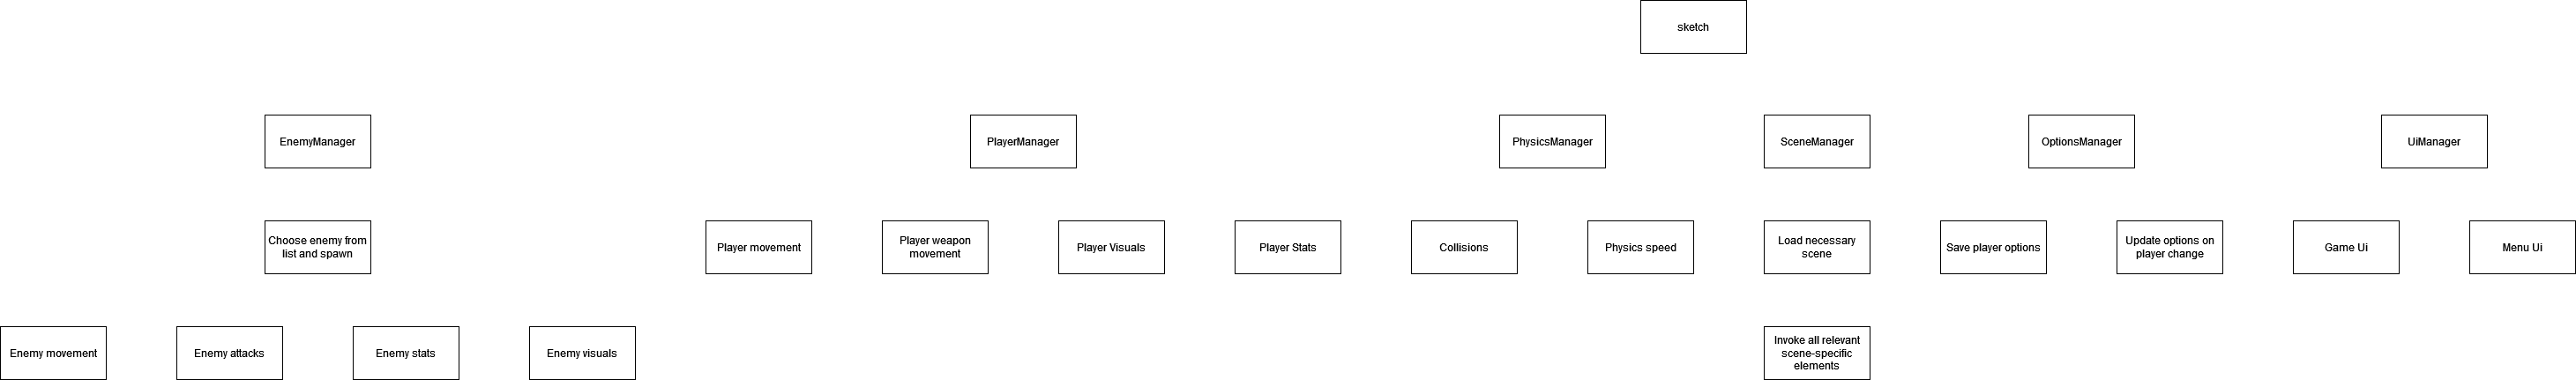 sketch
EnemyManager
PlayerManager
PhysicsManager
SceneManager
OptionsManager
UiManager
Choose enemy from
list and spawn
Player movement
Player weapon
movement
Player Visuals
Player Stats
Collisions
Physics speed
Load necessary
scene
Save player options
Update options on
player change
Game Ui
Menu Ui
Enemy movement
Enemy attacks
Enemy stats
Enemy visuals
Invoke all relevant
scene-specific
elements